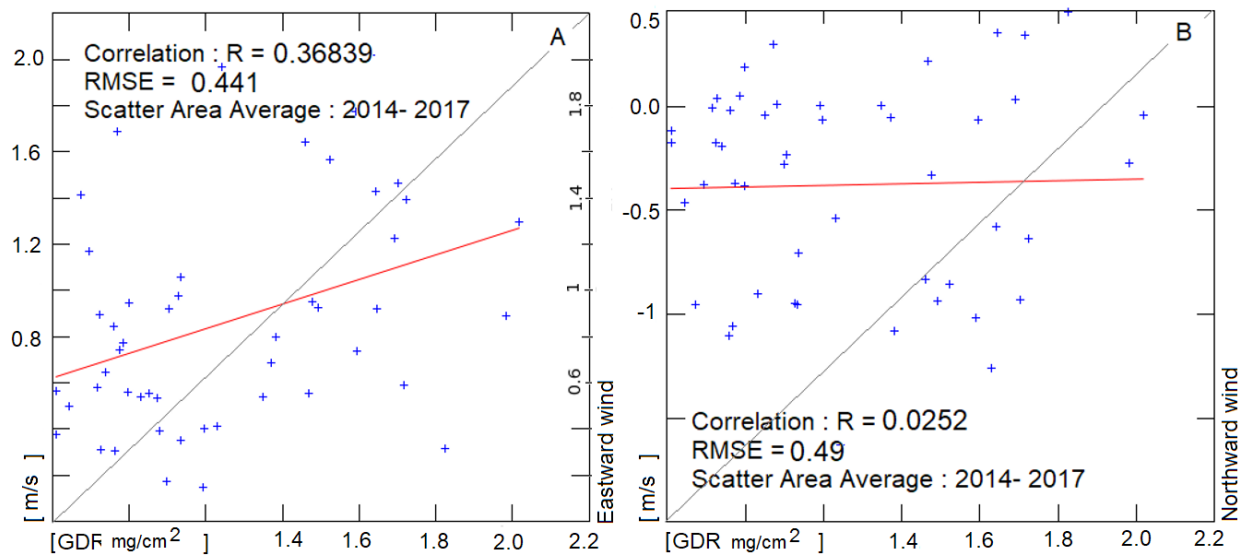 A
Correlation : R = 0.36839
RMSE = 0.441
Scatter Area Average : 2014- 2017
2.0
1.6
1.2
0.8
[ m/s ]
1.8
1.4
1
0.6
Eastward wind
[GDR mg/cm2 ]
1.4
1.6
1.8
2.0
2.2
B
0.5
0.0
-0.5
-1
[ m/s ]
Correlation : R = 0.0252
RMSE = 0.49
Scatter Area Average : 2014- 2017
Northward wind
[GDR mg/cm2 ]
1.4
1.6
1.8
2.0
2.2